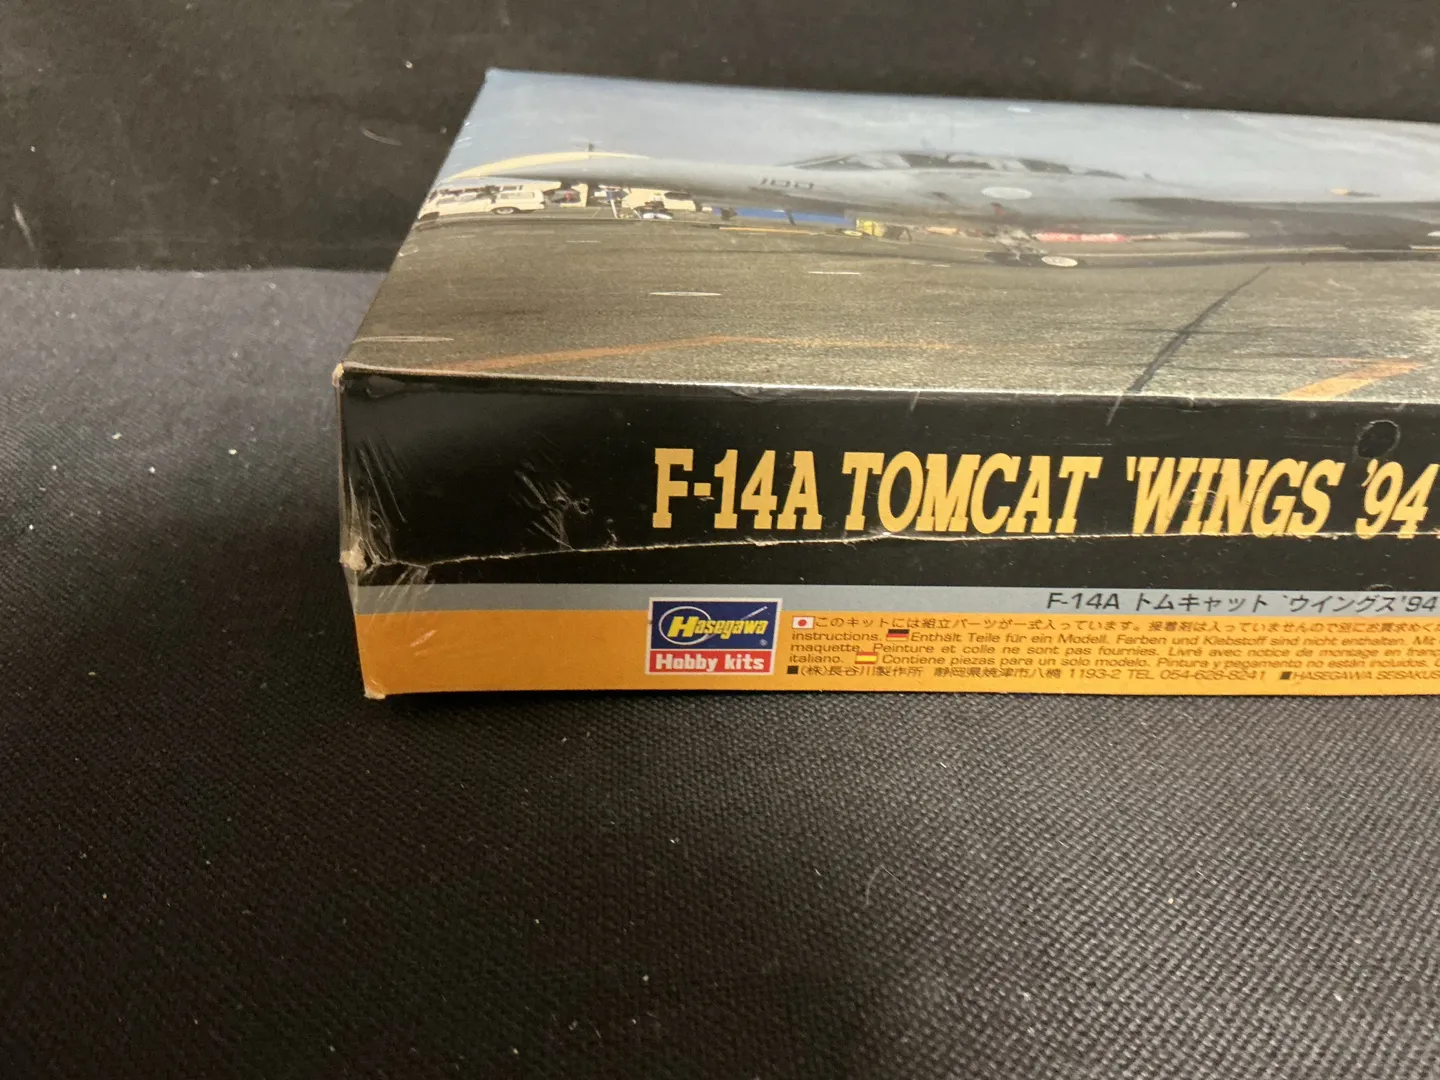 100
F-14A TOMCAT 'WINGS '94
F-14A トムキャット 'ウイングス'94
Hasegawa
Hobby kits
このキットには組立パーツが一式入っています。接着剤は入っていませんので別にお買求めく
instructions. Enthält Teile für ein Modell. Farben und Klebstoff sind nicht enthalten. Mit
maquette. Peinture et colle ne sont pas fournies. Livré avec notice de montage en
italiano. Contiene piezas para un solo modelo. Pintura y pegamento no están incluidos.
■(株)長谷川製作所 静岡県焼津市八楠 1193-2 TEL 054-628-8241 ■HASEGAWA SEISAKUS